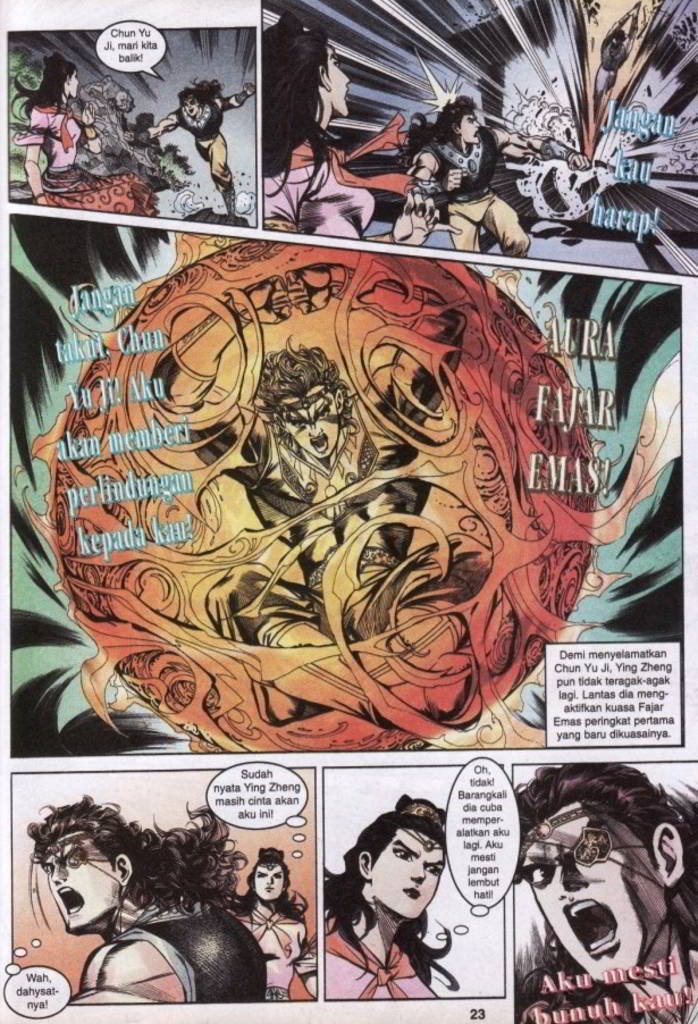 Chun Yu
Ji, mari kita
balik!
Jangan
kau
harap!
Jangan
takut, Chun
Yu Ji! Aku
akan memberi
perlindungan
kepada kau!
AURA
FAJAR
EMAS!
Demi menyelamatkan
Chun Yu Ji, Ying Zheng
pun tidak teragak-agak
lagi. Lantas dia meng-
aktifkan kuasa Fajar
Emas peringkat pertama
yang baru dikuasainya.
Sudah
nyata Ying Zheng
masih cinta akan
aku ini!
Wah,
dahysat-
nya!
Oh,
tidak!
Barangkali
dia cuba
memper-
alatkan aku
lagi. Aku
mesti
jangan
lembut
hati!
Aku mesti
bunuh kau!
23